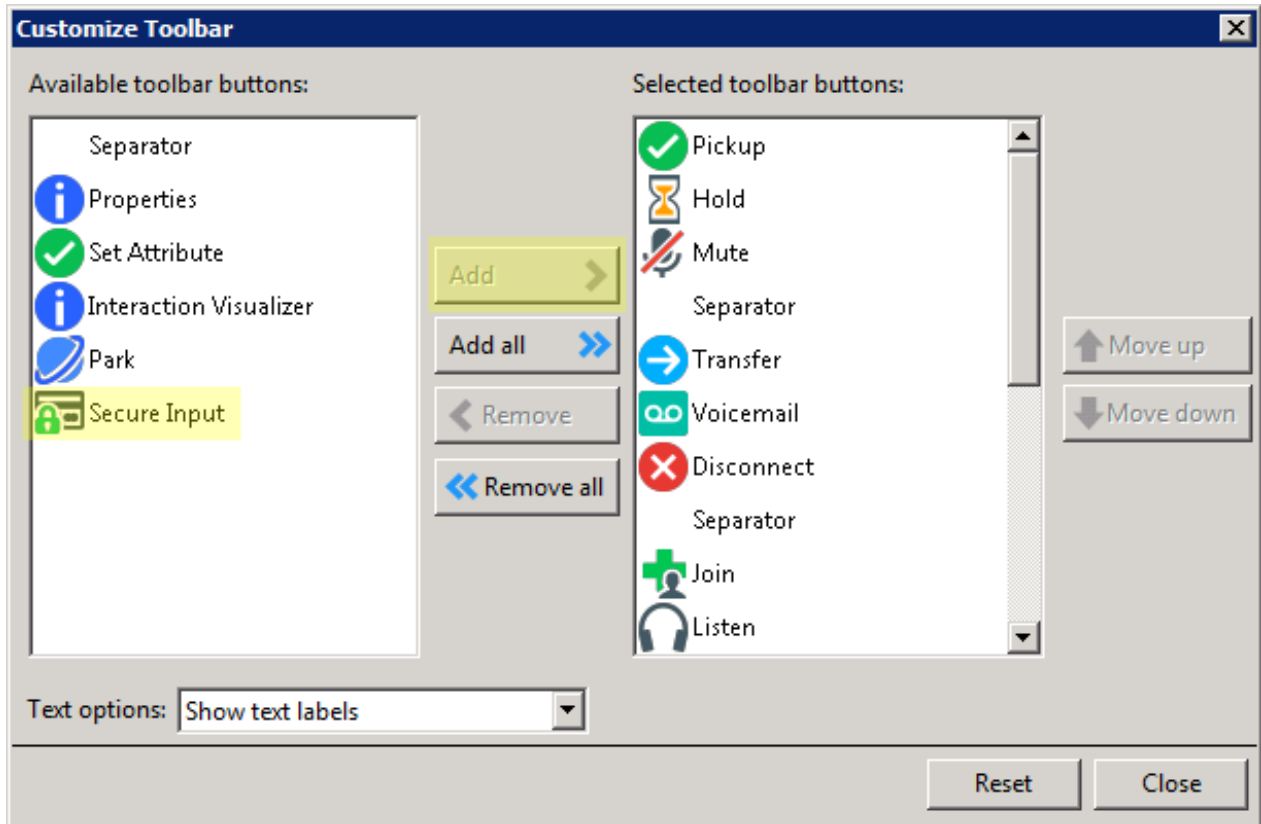 Customize Toolbar
Available toolbar buttons:
Separator
Properties
Set Attribute
Interaction Visualizer
Park
Secure Input
Add
Add all
Remove
Remove all
Selected toolbar buttons:
Pickup
Hold
Mute
Separator
Transfer
Voicemail
Disconnect
Separator
Join
Listen
Move up
Move down
Text options: Show text labels
Reset
Close